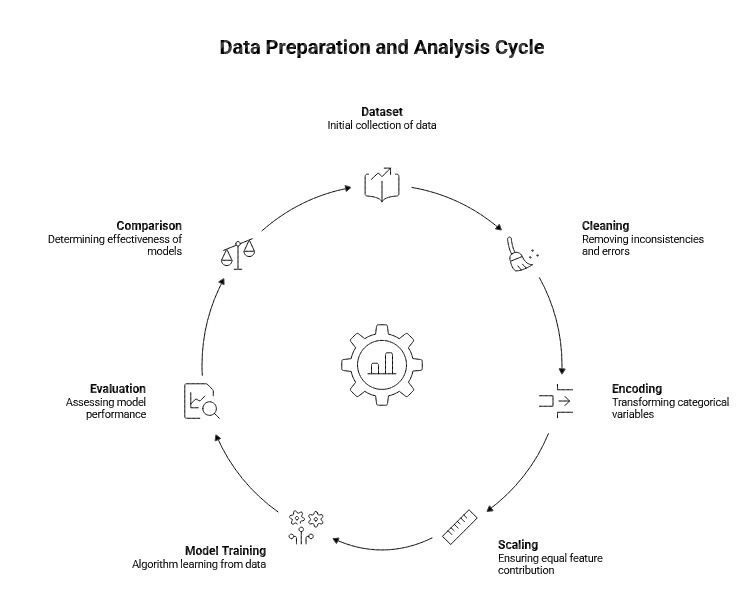 Data Preparation and Analysis Cycle
Dataset
Initial collection of data
Cleaning
Removing inconsistencies
and errors
Encoding
Transforming categorical
variables
Scaling
Ensuring equal feature
contribution
Model Training
Algorithm learning from data
Evaluation
Assessing model
performance
Comparison
Determining effectiveness of
models